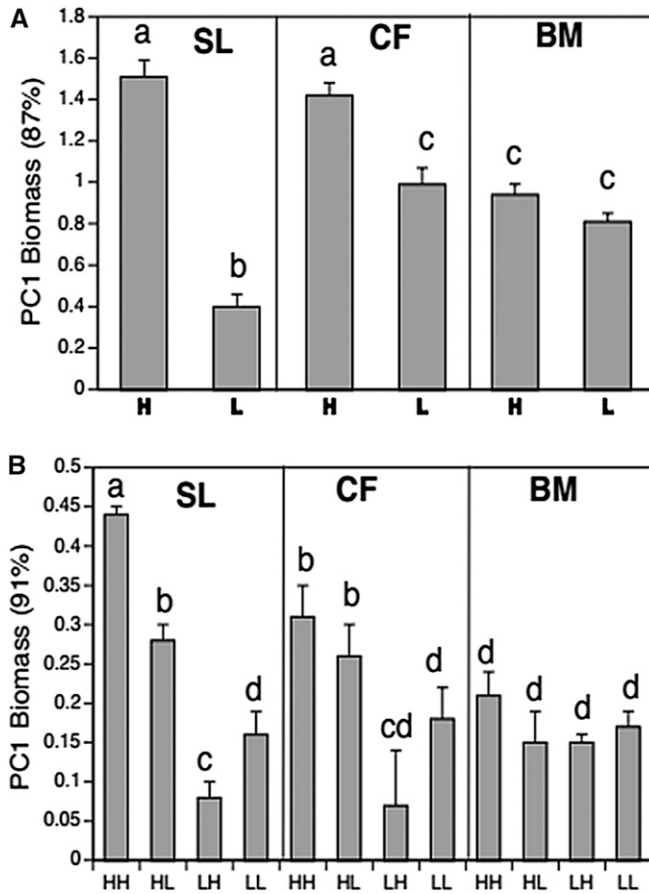 A
PC1 Biomass (87%)
1.8
1.6
1.4
1.2
1
0.8
0.6
0.4
0.2
0
SL CF BM
a b a c c c
H L H L H L
B
PC1 Biomass (91%)
0.5
0.45
0.4
0.35
0.3
0.25
0.2
0.15
0.1
0.05
0
SL CF BM
a b c d b b cd d d d d d
HH HL LH LL HH HL LH LL HH HL LH LL